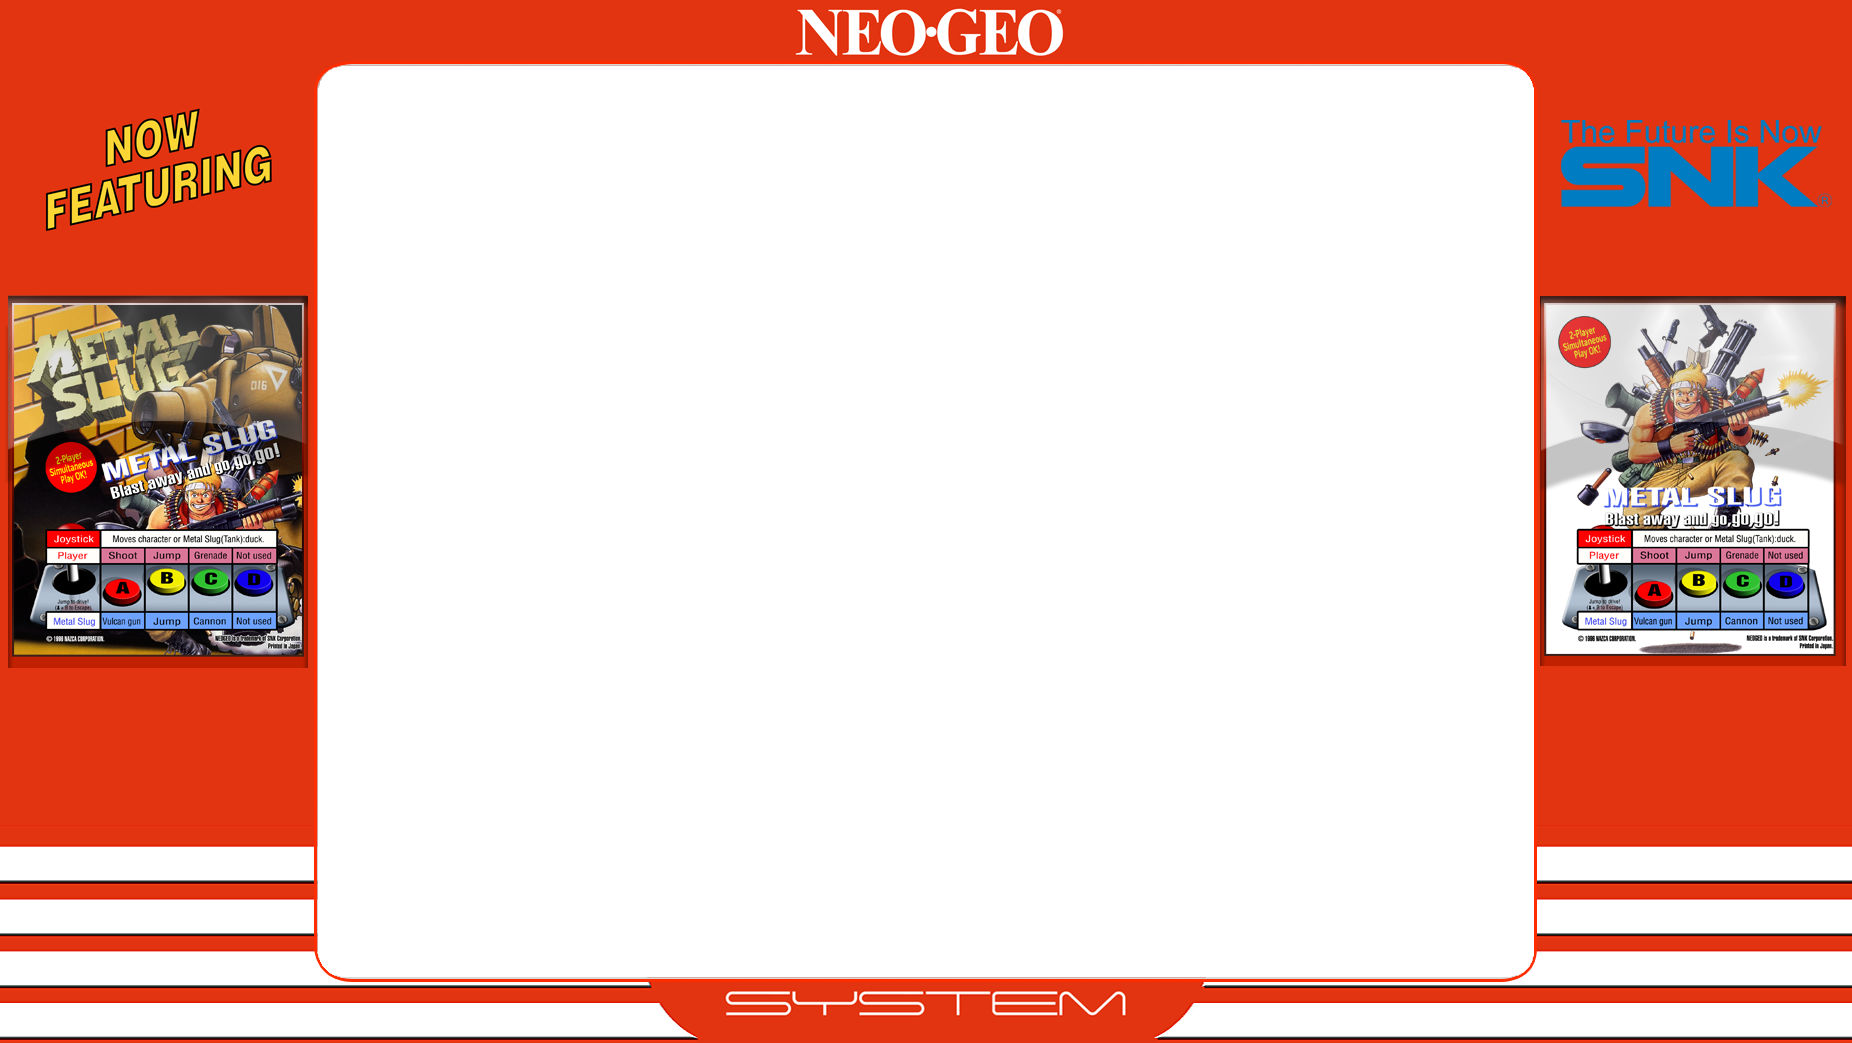 NEO•GEO®
NOW
FEATURING
The Future Is Now
SNK®
METAL
SLUG
016
METAL SLUG
Blast away and go,go,go!
2-Player
Simultaneous
Play OK!
Joystick Moves character or Metal Slug(Tank):duck.
Player Shoot Jump Grenade Not used
A B C D
Jump to drive!
(A + B to Escape)
Metal Slug Vulcan gun Jump Cannon Not used
© 1996 NAZCA CORPORATION.
NEOGEO is a trademark of SNK Corporation.
Printed in Japan.
2-Player
Simultaneous
Play OK!
METAL SLUG
Blast away and go,go,go!
Joystick Moves character or Metal Slug(Tank):duck.
Player Shoot Jump Grenade Not used
A B C D
Jump to drive!
(A + B to Escape)
Metal Slug Vulcan gun Jump Cannon Not used
© 1996 NAZCA CORPORATION.
NEOGEO is a trademark of SNK Corporation.
Printed in Japan.
SYSTEM